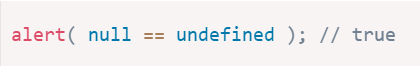 alert( null == undefined ); // true